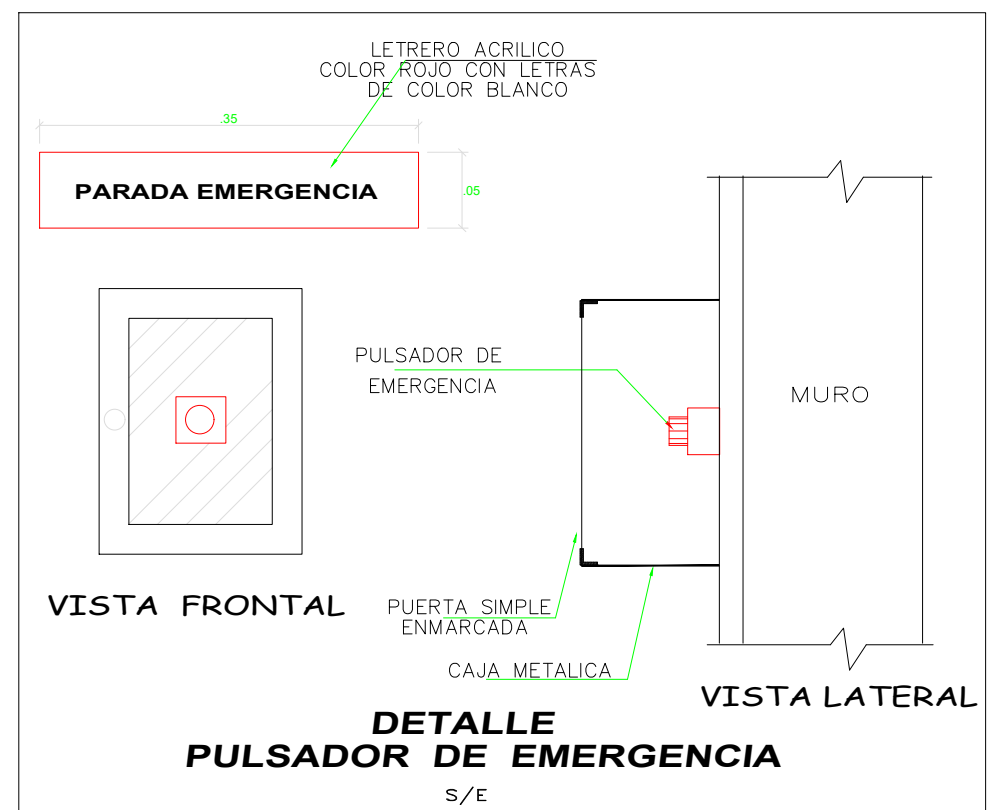 LETRERO ACRILICO
COLOR ROJO CON LETRAS
DE COLOR BLANCO
.35
PARADA EMERGENCIA
.05
PULSADOR DE
EMERGENCIA
MURO
VISTA FRONTAL
PUERTA SIMPLE
ENMARCADA
CAJA METALICA
VISTA LATERAL
DETALLE
PULSADOR DE EMERGENCIA
S/E